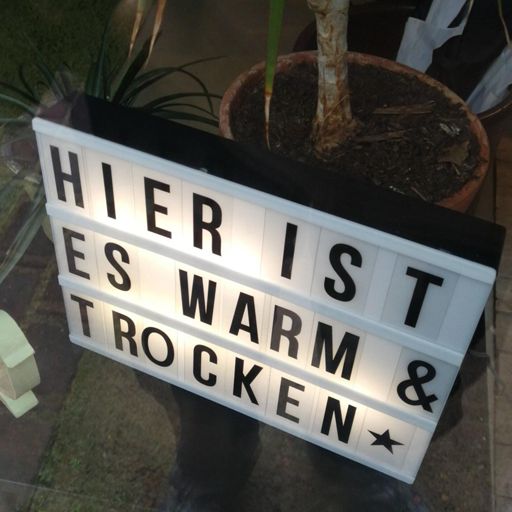 HIER IST
ES WARM &
TROCKEN ★